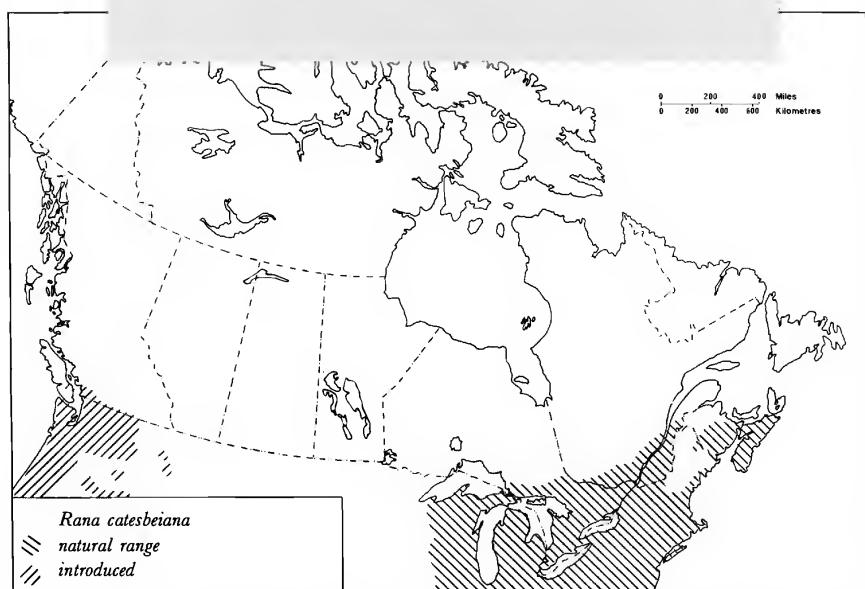 0 200 400 Miles
0 200 400 600 Kilometres
Rana catesbeiana
natural range
introduced